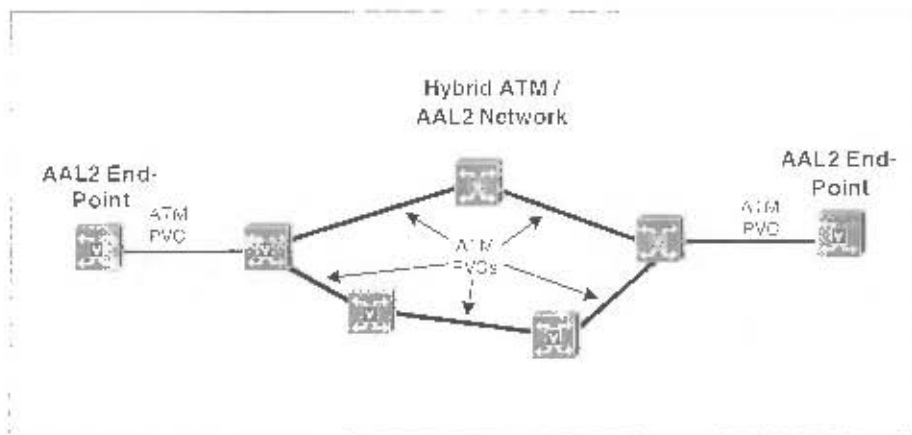 Hybrid ATM /
AAL2 Network
AAL2 End-
Point
AAL2 End-
Point
ATM
PVC
ATM
PVC
ATM
PVCs